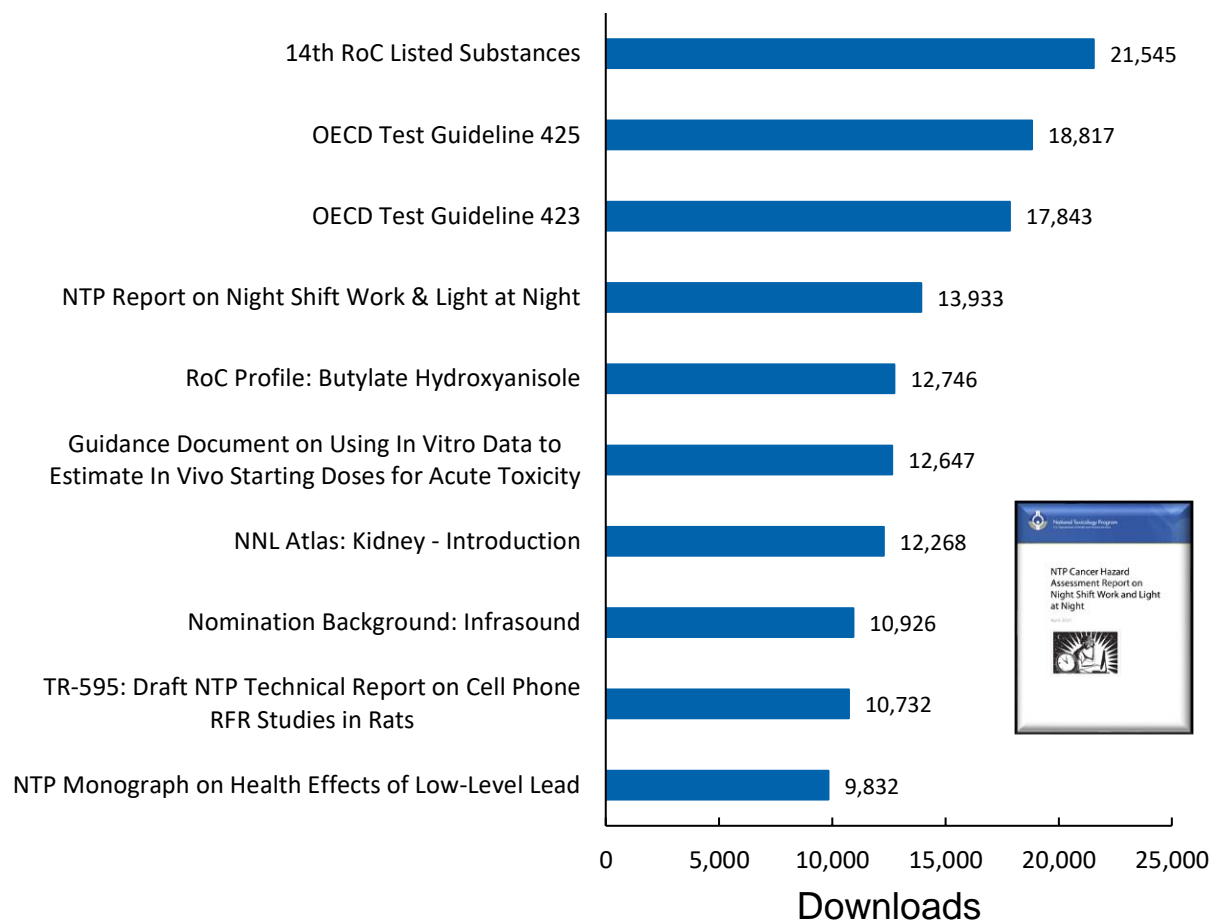 14th RoC Listed Substances
21,545
OECD Test Guideline 425
18,817
OECD Test Guideline 423
17,843
NTP Report on Night Shift Work & Light at Night
13,933
RoC Profile: Butylate Hydroxyanisole
12,746
Guidance Document on Using In Vitro Data to
Estimate In Vivo Starting Doses for Acute Toxicity
12,647
NNL Atlas: Kidney - Introduction
12,268
Nomination Background: Infrasound
10,926
TR-595: Draft NTP Technical Report on Cell Phone
RFR Studies in Rats
10,732
NTP Monograph on Health Effects of Low-Level Lead
9,832
0 5,000 10,000 15,000 20,000 25,000
Downloads
National Toxicology Program
NTP Cancer Hazard
Assessment Report on
Night Shift Work and Light
at Night